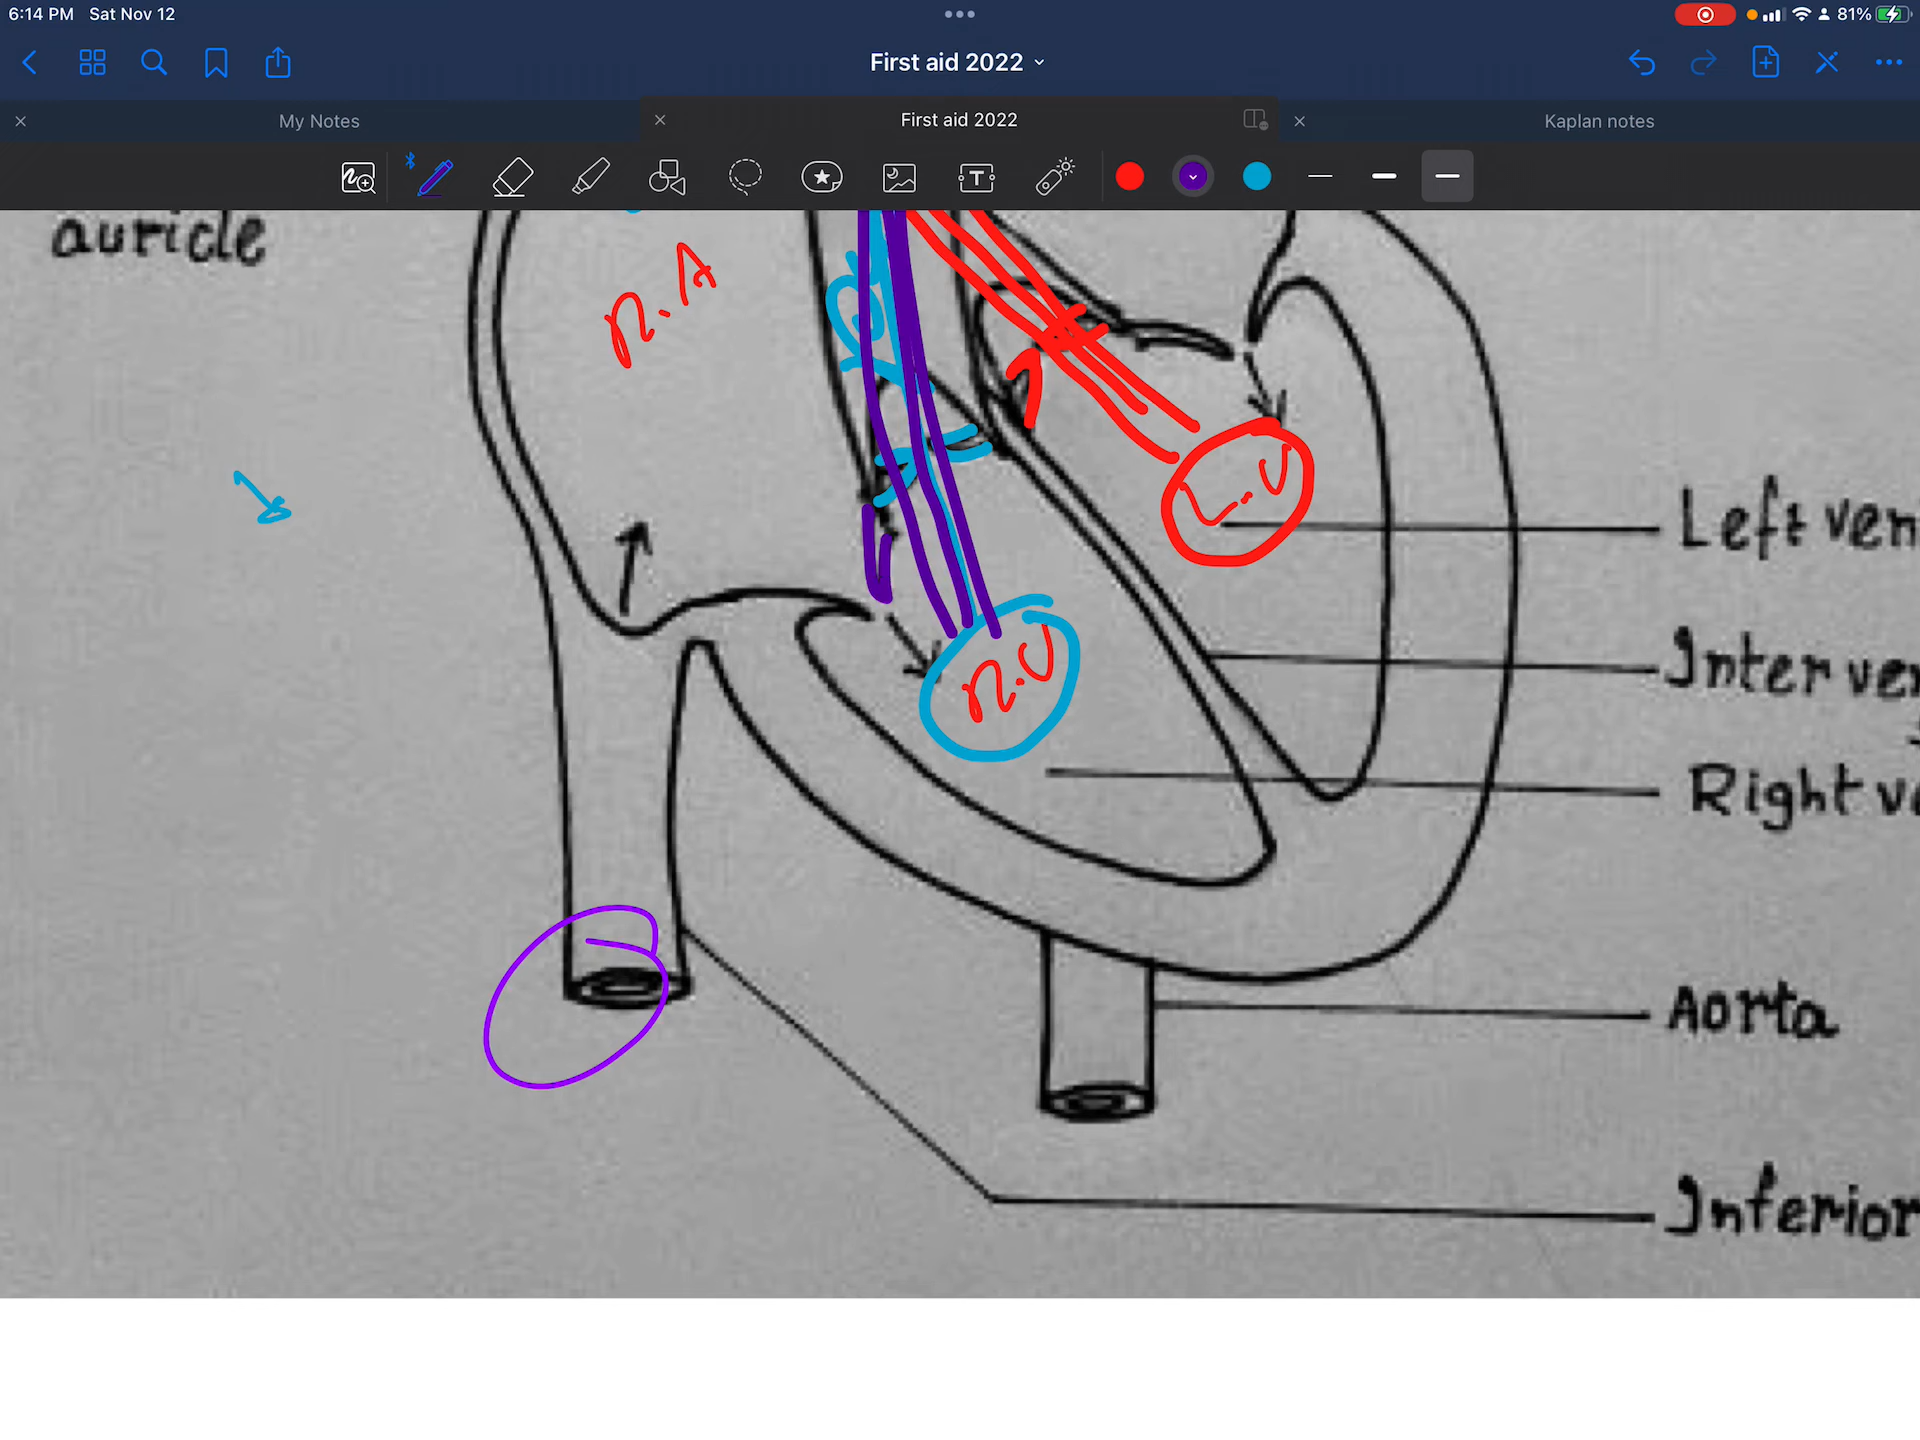 6:14 PM Sat Nov 12
81%
First aid 2022
My Notes
First aid 2022
Kaplan notes
T
auricle
R.A
L.V
Left ven
R.V
Inter ver
Right v
Aorta
Inferior